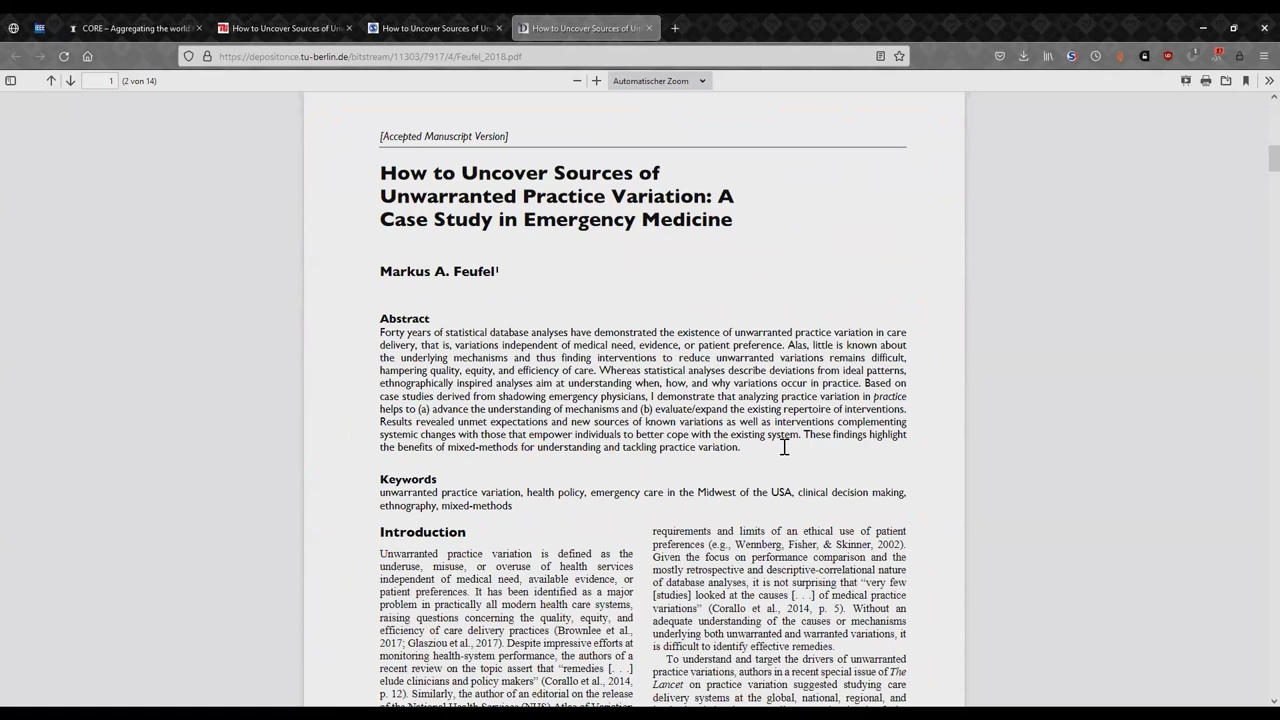 CORE – Aggregating the world
How to Uncover Sources of Unw
How to Uncover Sources of Unw
How to Uncover Sources of Un
https://depositonce.tu-berlin.de/bitstream/11303/7917/4/Feufel_2018.pdf
1 (2 von 14)
Automatischer Zoom
[Accepted Manuscript Version]
How to Uncover Sources of
Unwarranted Practice Variation: A
Case Study in Emergency Medicine
Markus A. Feufel¹
Abstract
Forty years of statistical database analyses have demonstrated the existence of unwarranted practice variation in care
delivery, that is, variations independent of medical need, evidence, or patient preference. Alas, little is known about
the underlying mechanisms and thus finding interventions to reduce unwarranted variations remains difficult,
hampering quality, equity, and efficiency of care. Whereas statistical analyses describe deviations from ideal patterns,
ethnographically inspired analyses aim at understanding when, how, and why variations occur in practice. Based on
case studies derived from shadowing emergency physicians, I demonstrate that analyzing practice variation in practice
helps to (a) advance the understanding of mechanisms and (b) evaluate/expand the existing repertoire of interventions.
Results revealed unmet expectations and new sources of known variations as well as interventions complementing
systemic changes with those that empower individuals to better cope with the existing system. These findings highlight
the benefits of mixed-methods for understanding and tackling practice variation.
Keywords
unwarranted practice variation, health policy, emergency care in the Midwest of the USA, clinical decision making,
ethnography, mixed-methods
Introduction
Unwarranted practice variation is defined as the
underuse, misuse, or overuse of health services
independent of medical need, available evidence, or
patient preferences. It has been identified as a major
problem in practically all modern health care systems,
raising questions concerning the quality, equity, and
efficiency of care delivery practices (Brownlee et al.,
2017; Glasziou et al., 2017). Despite impressive efforts at
monitoring health-system performance, the authors of a
recent review on the topic assert that “remedies [. . .]
elude clinicians and policy makers” (Corallo et al., 2014,
p. 12). Similarly, the author of an editorial on the release
of the National Health Services (NHS) Atlas of Variation
requirements and limits of an ethical use of patient
preferences (e.g., Wennberg, Fisher, & Skinner, 2002).
Given the focus on performance comparison and the
mostly retrospective and descriptive-correlational nature
of database analyses, it is not surprising that “very few
[studies] looked at the causes [. . .] of medical practice
variations” (Corallo et al., 2014, p. 5). Without an
adequate understanding of the causes or mechanisms
underlying both unwarranted and warranted variations, it
is difficult to identify effective remedies.
To understand and target the drivers of unwarranted
practice variations, authors in a recent special issue of The
Lancet on practice variation suggested studying care
delivery systems at the global, national, regional, and